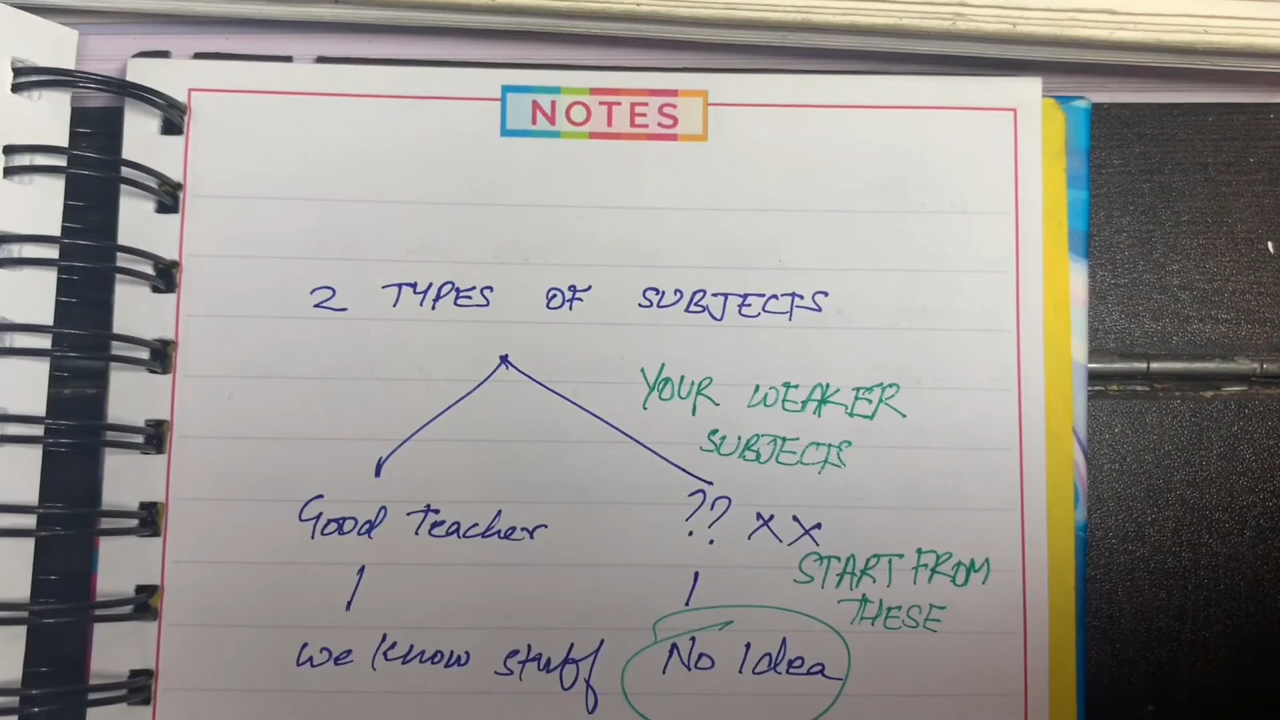 NOTES
2 TYPES OF SUBJECTS
YOUR WEAKER
SUBJECTS
Good Teacher
?? XX
START FROM
THESE
we know stuff
No Idea